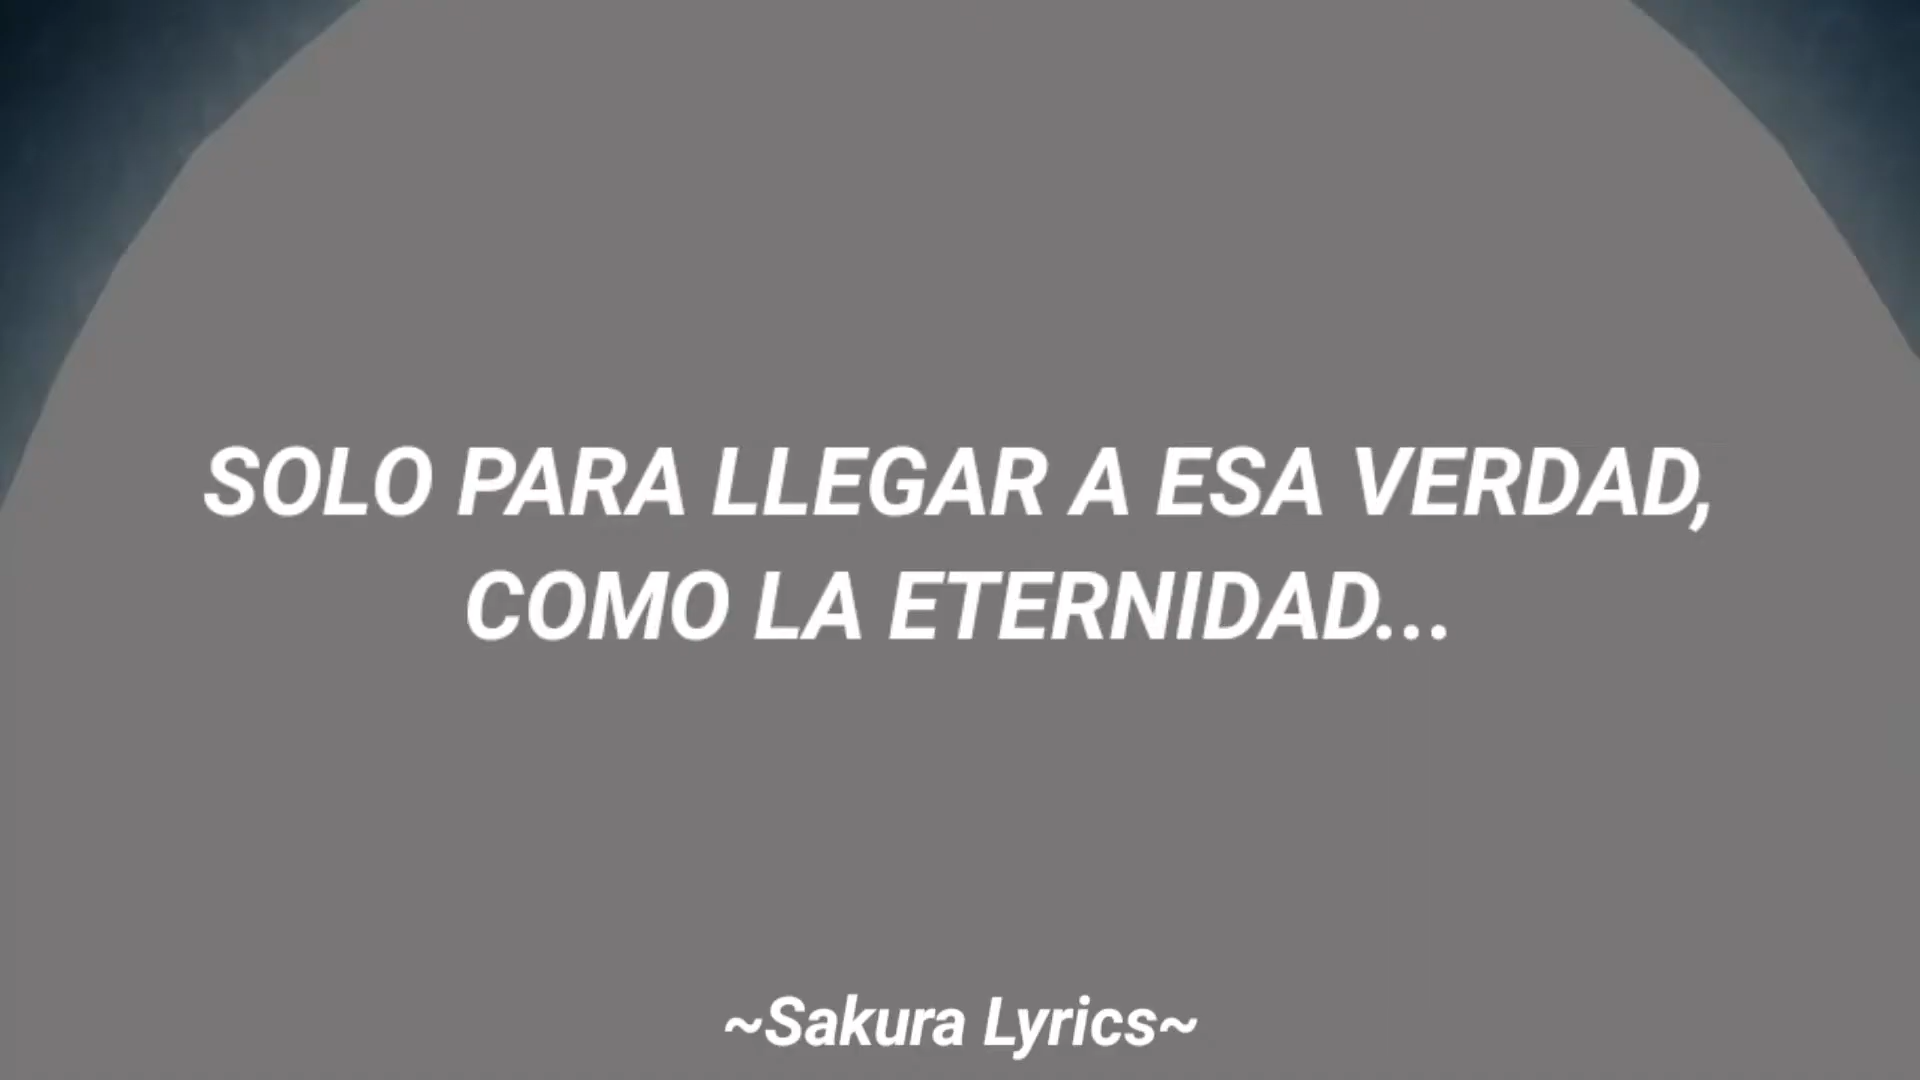 SOLO PARA LLEGAR A ESA VERDAD,
COMO LA ETERNIDAD...
~Sakura Lyrics~